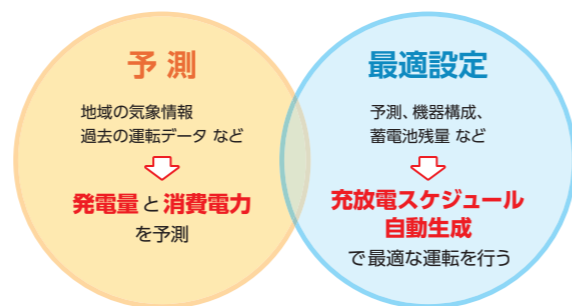 予測
地域の気象情報
過去の運転データ など
発電量と消費電力
を予測
最適設定
予測、機器構成、
蓄電池残量 など
充放電スケジュール
自動生成
で最適な運転を行う